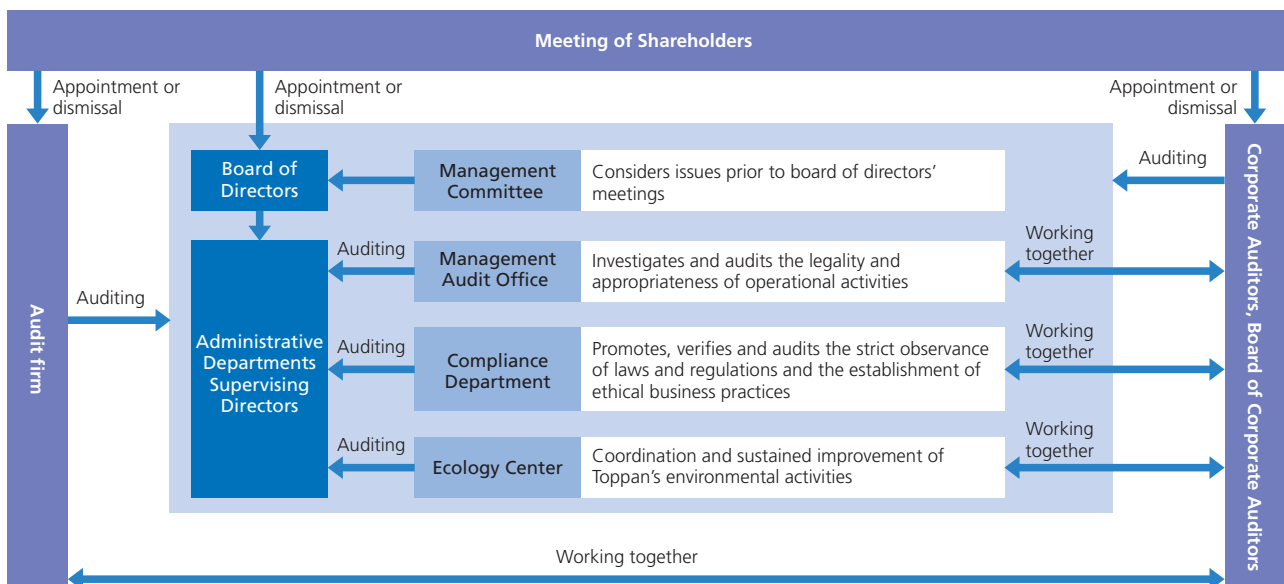 Meeting of Shareholders
Appointment or
dismissal
Appointment or
dismissal
Appointment or
dismissal
Audit firm
Auditing
Board of
Directors
Management
Committee
Considers issues prior to board of directors’
meetings
Auditing
Administrative
Departments
Supervising
Directors
Auditing
Management
Audit Office
Investigates and audits the legality and
appropriateness of operational activities
Working
together
Auditing
Compliance
Department
Promotes, verifies and audits the strict observance
of laws and regulations and the establishment of
ethical business practices
Working
together
Auditing
Ecology Center
Coordination and sustained improvement of
Toppan’s environmental activities
Working
together
Corporate Auditors, Board of Corporate Auditors
Working together